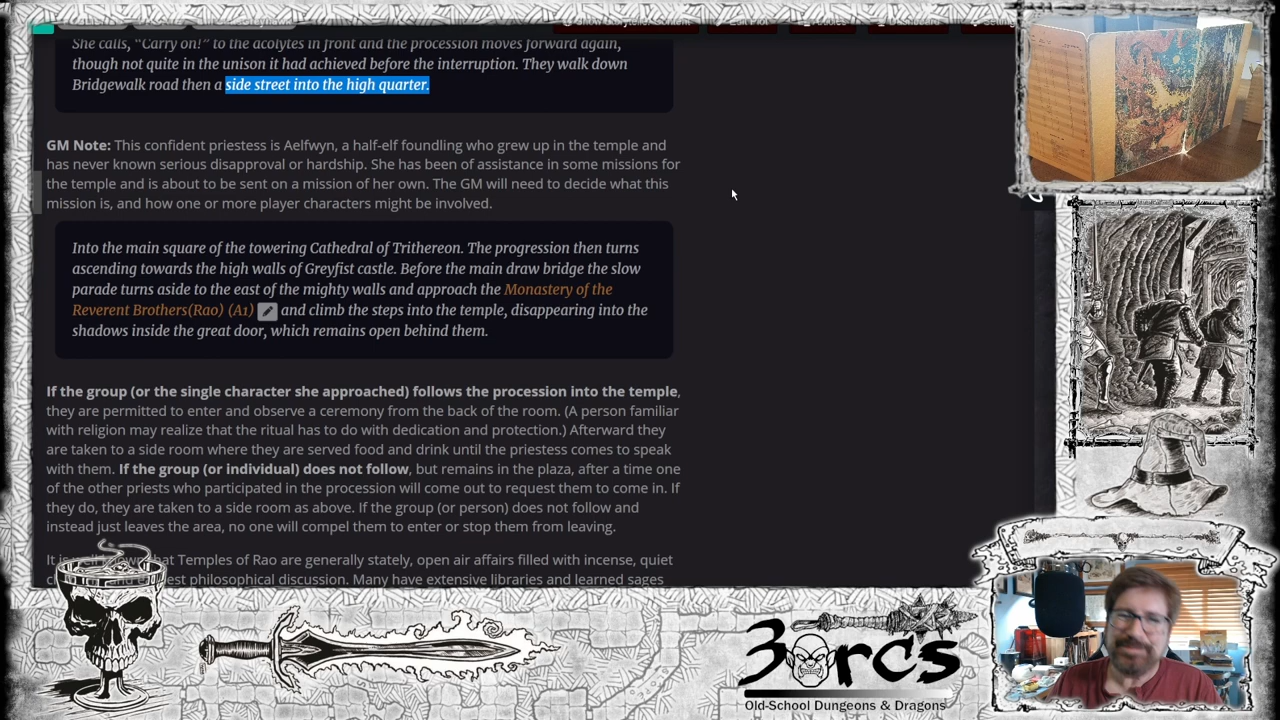 She calls, “Carry on!” to the acolytes in front and the procession moves forward again,
though not quite in the unison it had achieved before the interruption. They walk down
Bridgewalk road then a side street into the high quarter.
GM Note: This confident priestess is Aelfwyn, a half-elf foundling who grew up in the temple and
has never known serious disapproval or hardship. She has been of assistance in some missions for
the temple and is about to be sent on a mission of her own. The GM will need to decide what this
mission is, and how one or more player characters might be involved.
Into the main square of the towering Cathedral of Trithereon. The progression then turns
ascending towards the high walls of Greyfist castle. Before the main draw bridge the slow
parade turns aside to the east of the mighty walls and approach the Monastery of the
Reverent Brothers(Rao) (A1) and climb the steps into the temple, disappearing into the
shadows inside the great door, which remains open behind them.
If the group (or the single character she approached) follows the procession into the temple,
they are permitted to enter and observe a ceremony from the back of the room. (A person familiar
with religion may realize that the ritual has to do with dedication and protection.) Afterward they
are taken to a side room where they are served food and drink until the priestess comes to speak
with them. If the group (or individual) does not follow, but remains in the plaza, after a time one
of the other priests who participated in the procession will come out to request them to come in. If
they do, they are taken to a side room as above. If the group (or person) does not follow and
instead just leaves the area, no one will compel them to enter or stop them from leaving.
It is that Temples of Rao are generally stately, open air affairs filled with incense, quiet
philosophical discussion. Many have extensive libraries and learned sages
3orcs
Old-School Dungeons & Dragons